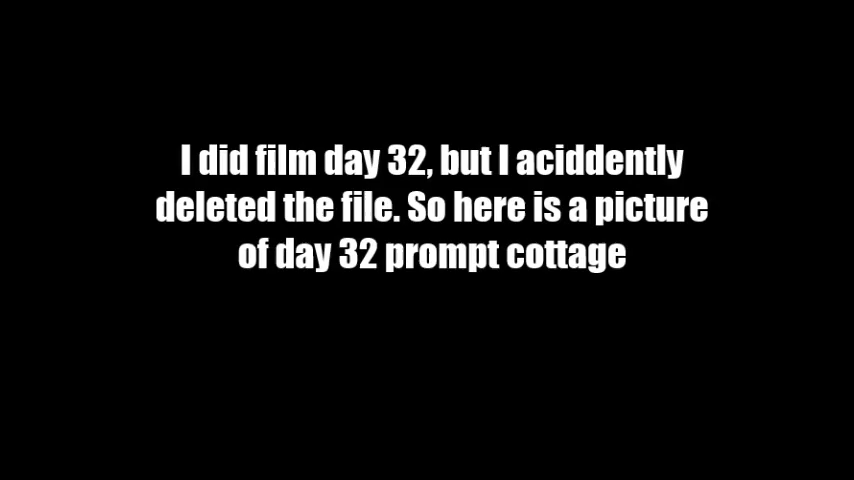 I did film day 32, but I aciddently
deleted the file. So here is a picture
of day 32 prompt cottage